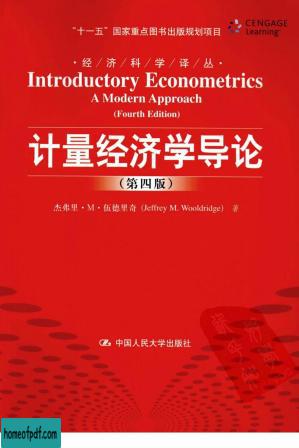 "十一五"国家重点图书出版规划项目
CENGAGE
Learning™
·经/济/科/学/译/丛·
Introductory Econometrics
A Modern Approach
(Fourth Edition)
计量经济学导论
(第四版)
杰弗里·M·伍德里奇 (Jeffrey M. Wooldridge) 著
中国人民大学出版社
homeofpdf.com